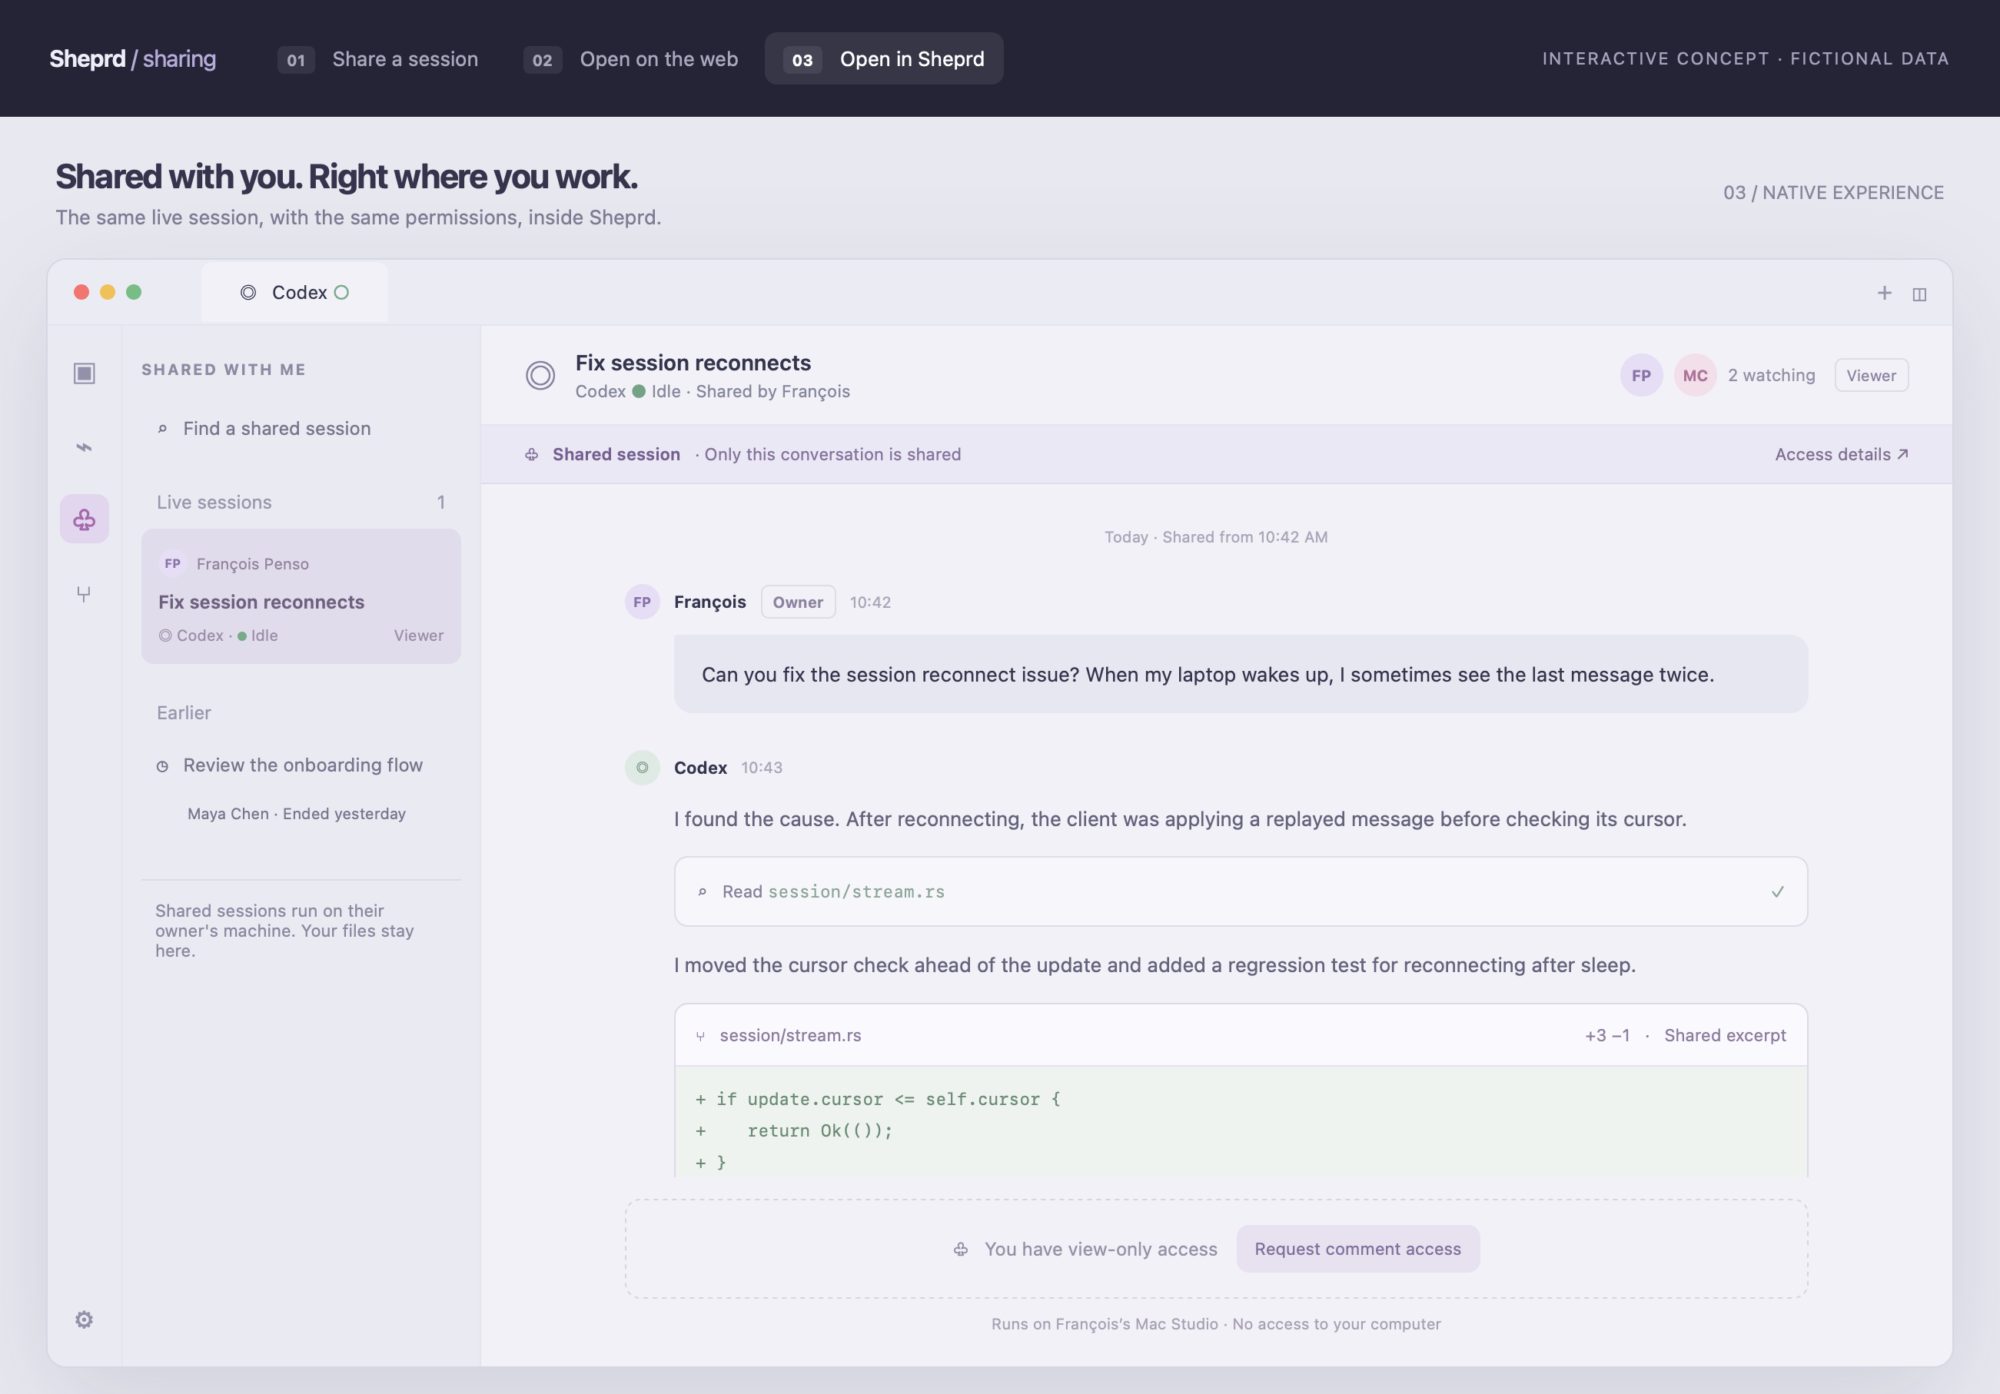 Sheprd / sharing
01 Share a session
02 Open on the web
03 Open in Sheprd
INTERACTIVE CONCEPT · FICTIONAL DATA
Shared with you. Right where you work.
The same live session, with the same permissions, inside Sheprd.
03 / NATIVE EXPERIENCE
Codex
SHARED WITH ME
Find a shared session
Live sessions 1
FP François Penso
Fix session reconnects
Codex · Idle Viewer
Earlier
Review the onboarding flow
Maya Chen · Ended yesterday
Shared sessions run on their
owner's machine. Your files stay
here.
Fix session reconnects
Codex Idle · Shared by François
FP MC 2 watching Viewer
Shared session · Only this conversation is shared
Access details ↗
Today · Shared from 10:42 AM
FP François Owner 10:42
Can you fix the session reconnect issue? When my laptop wakes up, I sometimes see the last message twice.
Codex 10:43
I found the cause. After reconnecting, the client was applying a replayed message before checking its cursor.
Read session/stream.rs ✓
I moved the cursor check ahead of the update and added a regression test for reconnecting after sleep.
session/stream.rs +3 −1 · Shared excerpt
+ if update.cursor <= self.cursor {
+    return Ok(());
+ }
You have view-only access Request comment access
Runs on François’s Mac Studio · No access to your computer